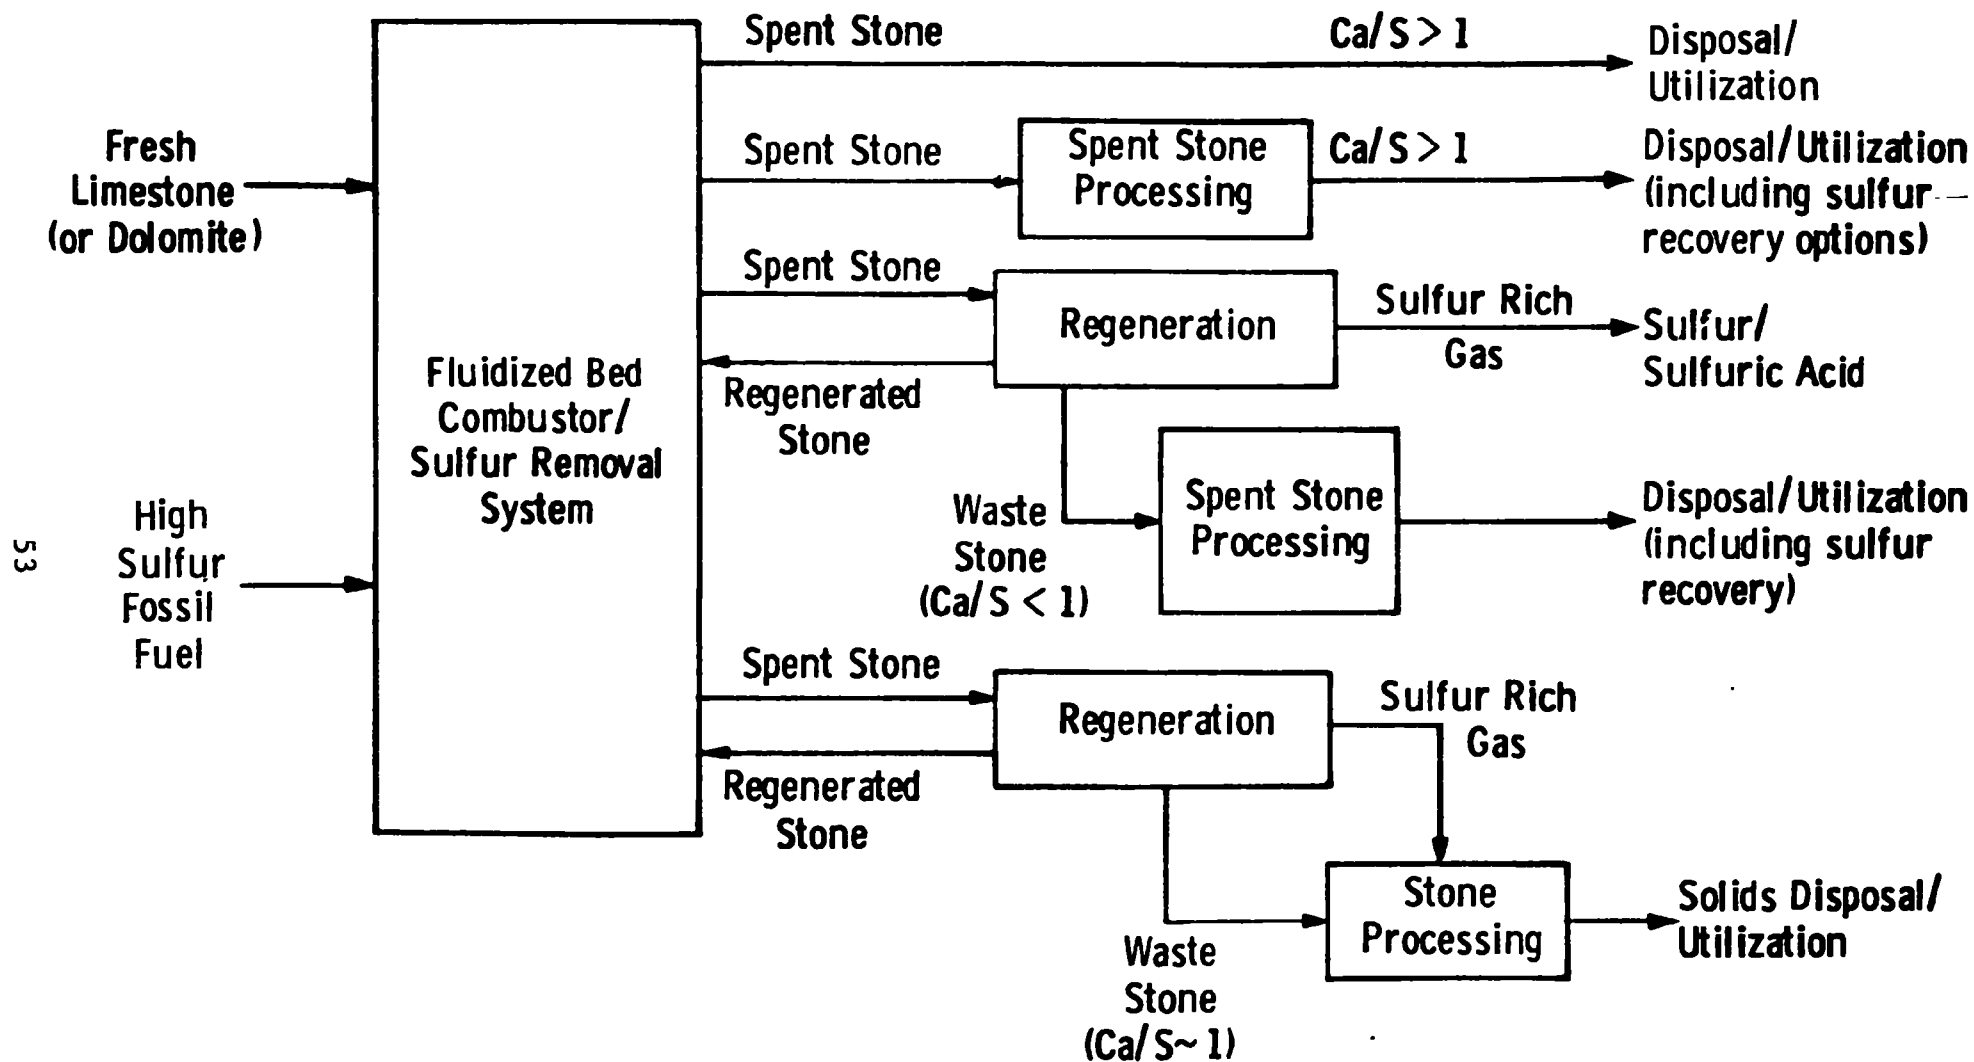 Spent Stone
Ca/S > 1
Disposal/
Utilization
Fresh
Limestone
(or Dolomite)
Spent Stone
Spent Stone
Processing
Ca/S > 1
Disposal/Utilization
(including sulfur
recovery options)
Spent Stone
Regeneration
Sulfur Rich
Gas
Sulfur/
Sulfuric Acid
Regenerated
Stone
Fluidized Bed
Combustor/
Sulfur Removal
System
High
Sulfur
Fossil
Fuel
Waste
Stone
(Ca/S < 1)
Spent Stone
Processing
Disposal/Utilization
(including sulfur
recovery)
Spent Stone
Regeneration
Sulfur Rich
Gas
Regenerated
Stone
Waste
Stone
(Ca/S~ 1)
Stone
Processing
Solids Disposal/
Utilization
53